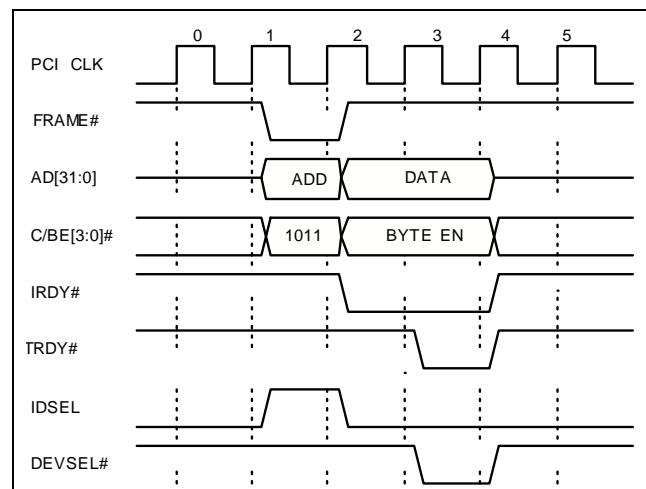 0 1 2 3 4 5
PCI CLK
FRAME#
AD[31:0] ADD DATA
C/BE[3:0]# 1011 BYTE EN
IRDY#
TRDY#
IDSEL
DEVSEL#